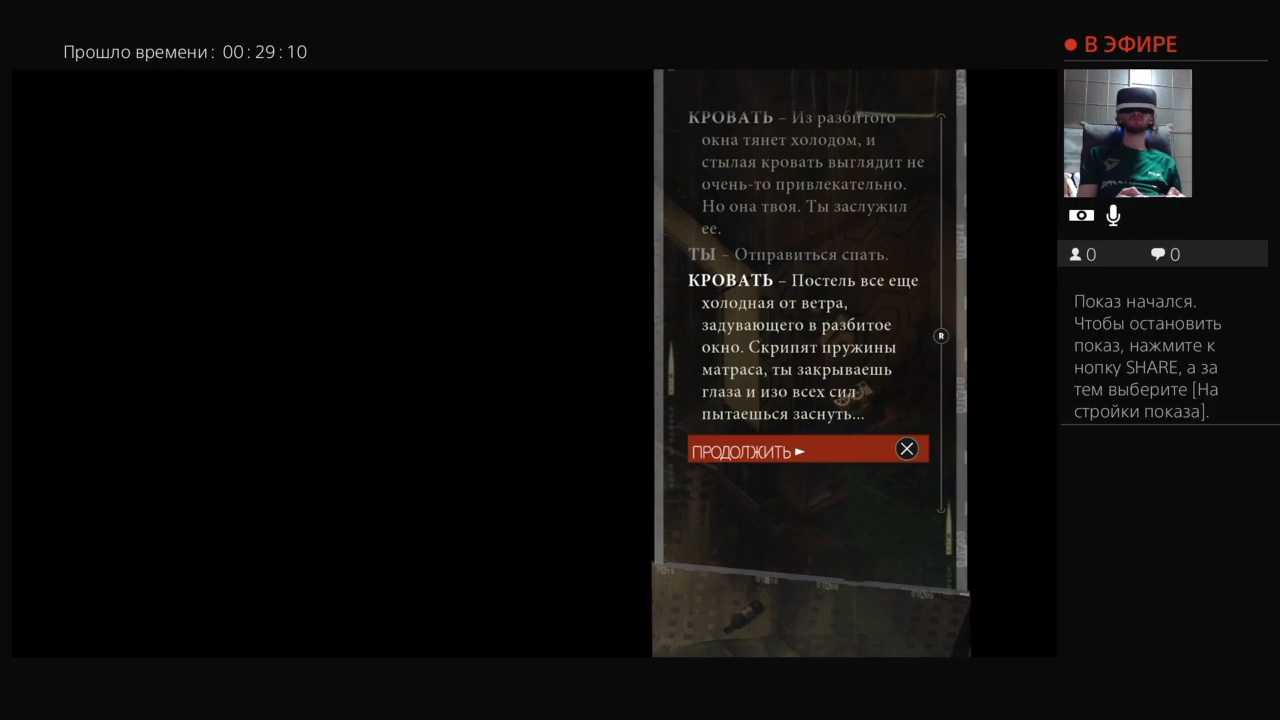 Прошло времени: 00:29:10
В ЭФИРЕ
КРОВАТЬ – Из разбитого
окна тянет холодом, и
стылая кровать выглядит не
очень-то привлекательно.
Но она твоя. Ты заслужил
ее.
ТЫ – Отправиться спать.
КРОВАТЬ – Постель все еще
холодная от ветра,
задувающего в разбитое
окно. Скрипят пружины
матраса, ты закрываешь
глаза и изо всех сил
пытаешься заснуть...
ПРОДОЛЖИТЬ
R
0
0
Показ начался.
Чтобы остановить
показ, нажмите к
нопку SHARE, а за
тем выберите [На
стройки показа].